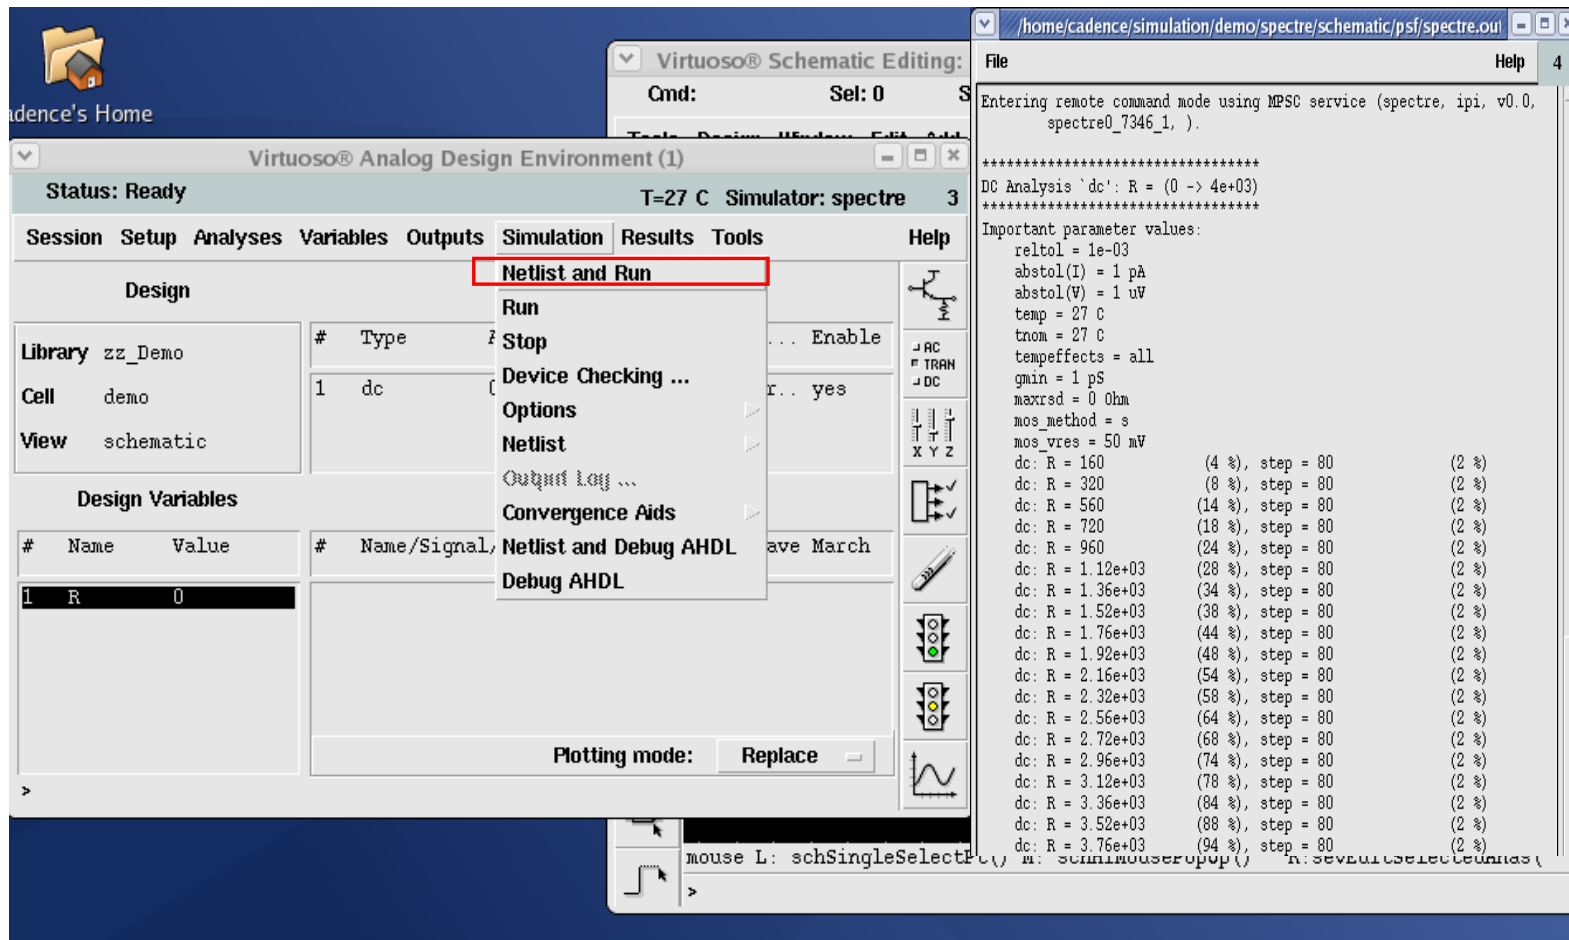 adence's Home
Virtuoso® Schematic Editing:
Cmd: Sel: 0 S
Tools Design Window Edit Add
Virtuoso® Analog Design Environment (1)
Status: Ready T=27 C Simulator: spectre 3
Session Setup Analyses Variables Outputs Simulation Results Tools Help
Netlist and Run
Run
Stop
Device Checking ...
Options
Netlist
Output Log ...
Convergence Aids
Netlist and Debug AHDL
Debug AHDL
Design
Library zz_Demo
Cell demo
View schematic
# Type ... Enable
1 dc r.. yes
Design Variables
# Name Value
1 R 0
# Name/Signal/ ave March
Plotting mode: Replace
>
AC
TRAN
DC
X Y Z
mouse L: schSingleSelectPt() M: schHiMousePopUp() R:sevEditSelectedAnas(
>
/home/cadence/simulation/demo/spectre/schematic/psf/spectre.out
File Help 4
Entering remote command mode using MPSC service (spectre, ipi, v0.0,
spectre0_7346_1, ).
**********************************
DC Analysis `dc': R = (0 -> 4e+03)
**********************************
Important parameter values:
reltol = 1e-03
abstol(I) = 1 pA
abstol(V) = 1 uV
temp = 27 C
tnom = 27 C
tempeffects = all
gmin = 1 pS
maxrsd = 0 Ohm
mos_method = s
mos_vres = 50 mV
dc: R = 160 (4 %), step = 80 (2 %)
dc: R = 320 (8 %), step = 80 (2 %)
dc: R = 560 (14 %), step = 80 (2 %)
dc: R = 720 (18 %), step = 80 (2 %)
dc: R = 960 (24 %), step = 80 (2 %)
dc: R = 1.12e+03 (28 %), step = 80 (2 %)
dc: R = 1.36e+03 (34 %), step = 80 (2 %)
dc: R = 1.52e+03 (38 %), step = 80 (2 %)
dc: R = 1.76e+03 (44 %), step = 80 (2 %)
dc: R = 1.92e+03 (48 %), step = 80 (2 %)
dc: R = 2.16e+03 (54 %), step = 80 (2 %)
dc: R = 2.32e+03 (58 %), step = 80 (2 %)
dc: R = 2.56e+03 (64 %), step = 80 (2 %)
dc: R = 2.72e+03 (68 %), step = 80 (2 %)
dc: R = 2.96e+03 (74 %), step = 80 (2 %)
dc: R = 3.12e+03 (78 %), step = 80 (2 %)
dc: R = 3.36e+03 (84 %), step = 80 (2 %)
dc: R = 3.52e+03 (88 %), step = 80 (2 %)
dc: R = 3.76e+03 (94 %), step = 80 (2 %)